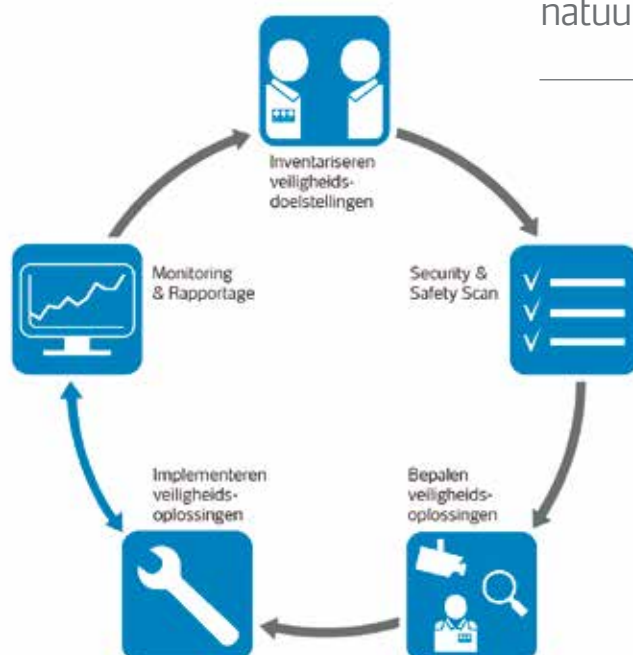 natuu
Inventariseren
veiligheids-
doelstellingen
Monitoring
& Rapportage
Security &
Safety Scan
Implementeren
veiligheids-
oplossingen
Bepalen
veiligheids-
oplossingen